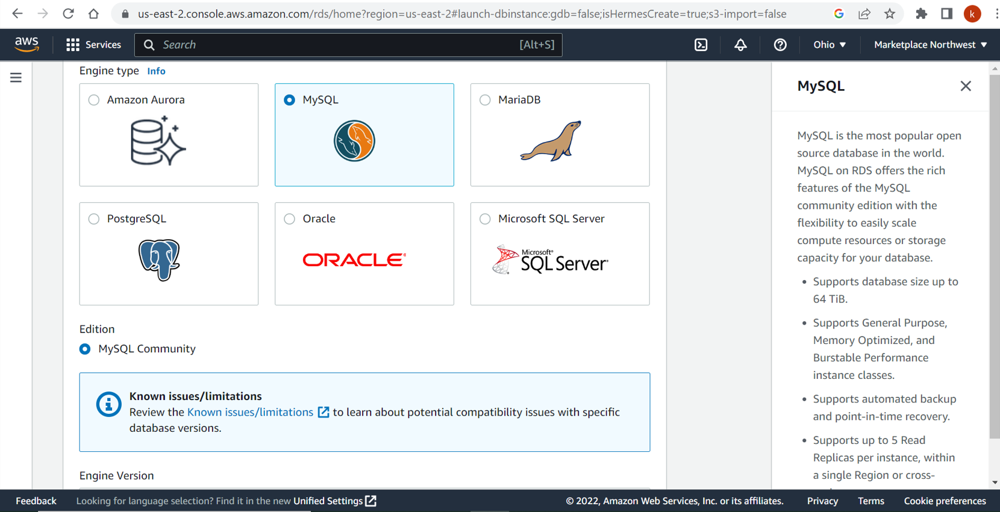 us-east-2.console.aws.amazon.com/rds/home?region=us-east-2#launch-dbinstance:gdb=false;isHermesCreate=true;s3-import=false
k
aws
Services
Search
[Alt+S]
Ohio
Marketplace Northwest
Engine type Info
Amazon Aurora
MySQL
MariaDB
PostgreSQL
Oracle
ORACLE
Microsoft SQL Server
Microsoft®
SQL Server
Edition
MySQL Community
Known issues/limitations
Review the Known issues/limitations to learn about potential compatibility issues with specific
database versions.
Engine Version
MySQL
MySQL is the most popular open
source database in the world.
MySQL on RDS offers the rich
features of the MySQL
community edition with the
flexibility to easily scale
compute resources or storage
capacity for your database.
• Supports database size up to
64 TiB.
• Supports General Purpose,
Memory Optimized, and
Burstable Performance
instance classes.
• Supports automated backup
and point-in-time recovery.
• Supports up to 5 Read
Replicas per instance, within
a single Region or cross-
Feedback
Looking for language selection? Find it in the new Unified Settings
© 2022, Amazon Web Services, Inc. or its affiliates.
Privacy
Terms
Cookie preferences